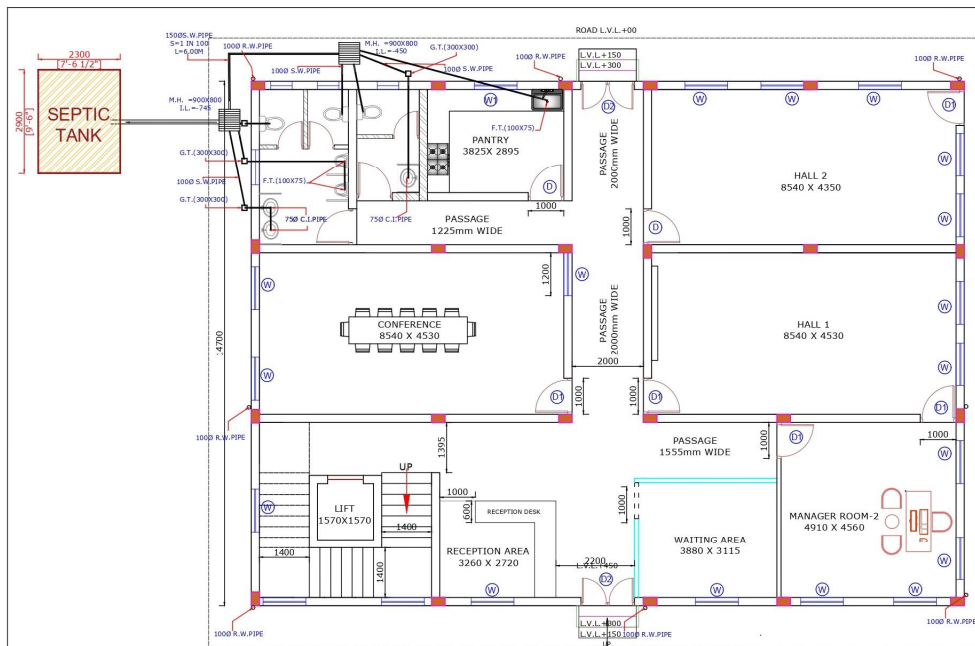 ROAD L.V.L.+00
150ØS.W.PIPE
S=1 IN 100
L=6.00M
100Ø R.W.PIPE
M.H. =900X800
I.L.=-450
G.T.(300X300)
100Ø R.W.PIPE
L.V.L+150
L.V.L.+300
100Ø R.W.PIPE
100Ø S.W.PIPE
100Ø S.W.PIPE
2300
[7'-6 1/2"]
2900
[9'-6"]
SEPTIC
TANK
M.H. =900X800
I.L.=-745
W1
D2
W
W
W
D1
F.T.(100X75)
PANTRY
3825X 2895
PASSAGE
2000mm WIDE
G.T.(300X300)
F.T.(100X75)
100Ø S.W.PIPE
G.T.(300X300)
HALL 2
8540 X 4350
W
D
1000
75Ø C.I.PIPE
75Ø C.I.PIPE
PASSAGE
1225mm WIDE
1000
D
W
W
1200
W
W
PASSAGE
2000mm WIDE
CONFERENCE
8540 X 4530
HALL 1
8540 X 4530
14700
2000
W
W
D1
1000
1000
D1
D1
100Ø R.W.PIPE
100Ø R.W.PIPE
1395
PASSAGE
1555mm WIDE
1000
D1
1000
W
UP
1000
600
RECEPTION DESK
1000
LIFT
1570X1570
W
1400
MANAGER ROOM-2
4910 X 4560
1400
1400
RECEPTION AREA
3260 X 2720
2200
L.V.L+450
WAITING AREA
3880 X 3115
W
D2
W
W
W
W
W
L.V.L.+300
L.V.L.+150
UP
100Ø R.W.PIPE
100Ø R.W.PIPE
100Ø R.W.PIPE